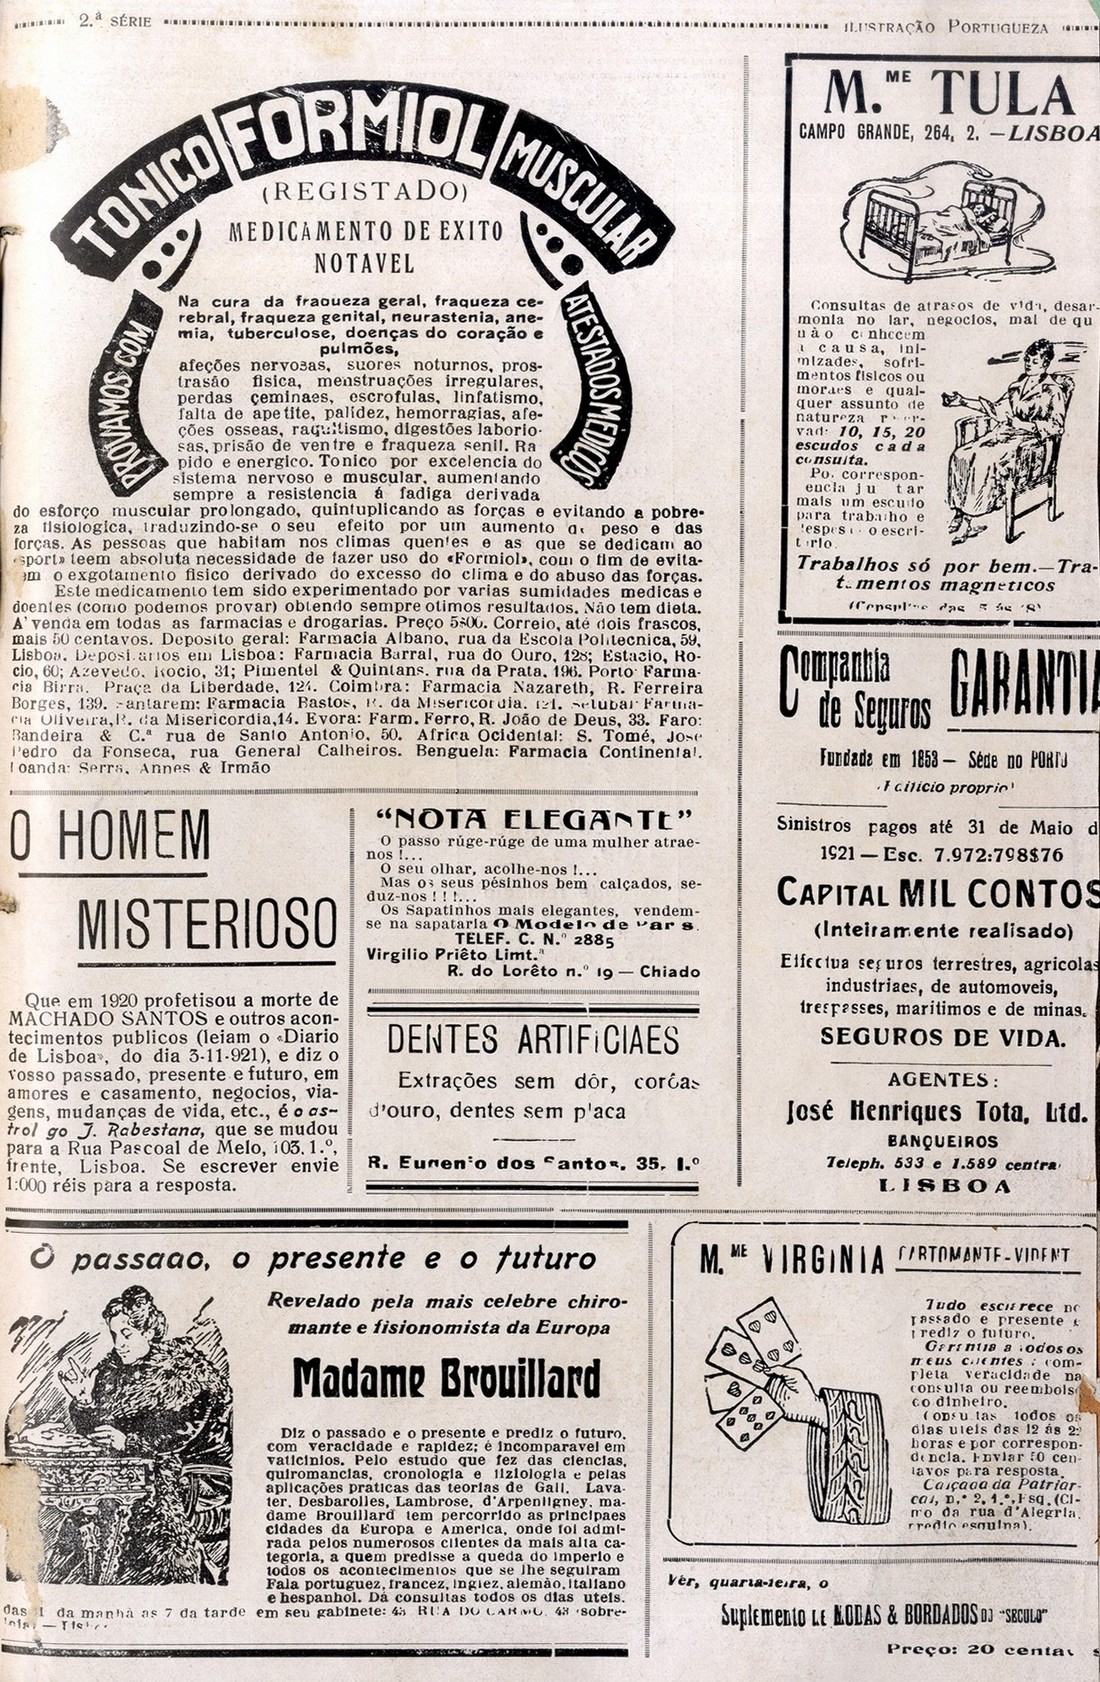 2.ª SÉRIE
ILUSTRAÇÃO PORTUGUEZA
TONICO FORMIOL MUSCULAR
(REGISTADO)
MEDICAMENTO DE EXITO
NOTAVEL
PROVAMOS COM
ATESTADOS MEDICOS
Na cura da fraqueza geral, fraqueza ce-
rebral, fraqueza genital, neurastenia, ane-
mia, tuberculose, doenças do coração e
pulmões,
afeções nervosas, suores noturnos, pros-
trasão fisica, menstruações irregulares,
perdas çeminaes, escrofulas, linfatismo,
falta de apetite, palidez, hemorragias, afe-
ções osseas, raquitismo, digestões laborio-
sas, prisão de ventre e fraqueza senil. Ra
pido e energico. Tonico por excelencia do
sistema nervoso e muscular, aumentando
sempre a resistencia á fadiga derivada
do esforço muscular prolongado, quintuplicando as forças e evitando a pobre-
za fisiologica, traduzindo-se o seu efeito por um aumento de peso e das
forças. As pessoas que habitam nos climas quentes e as que se dedicam ao
«sport» teem absoluta necessidade de fazer uso do «Formiol», com o fim de evita-
em o exgotamento fisico derivado do excesso do clima e do abuso das forças.
Este medicamento tem sido experimentado por varias sumidades medicas e
doentes (como podemos provar) obtendo sempre otimos resultados. Não tem dieta.
A' venda em todas as farmacias e drogarias. Preço 5$00. Correio, até dois frascos,
mais 50 centavos. Deposito geral: Farmacia Albano, rua da Escola Politecnica, 59,
Lisboa. Depositarios em Lisboa: Farmacia Barral, rua do Ouro, 128; Estacio, Ro-
cio, 60; Azevedo, Rocio, 31; Pimentel & Quintans, rua da Prata, 196. Porto: Farma-
cia Birra, Praça da Liberdade, 124. Coimbra: Farmacia Nazareth, R. Ferreira
Borges, 139. Santarem: Farmacia Bastos, R. da Misericordia, Setubal Farma-
cia Oliveira, R. da Misericordia, 14. Evora: Farm. Ferro, R. João de Deus, 33. Faro:
Bandeira & C.ª rua de Santo Antonio, 50. Africa Ocidental: S. Tomé, José
Pedro da Fonseca, rua General Calheiros. Benguela: Farmacia Continental.
Loanda: Serra, Annes & Irmão
O HOMEM
MISTERIOSO
Que em 1920 profetisou a morte de
MACHADO SANTOS e outros acon-
tecimentos publicos (leiam o «Diario
de Lisboa», do dia 3-11-921), e diz o
vosso passado, presente e futuro, em
amores e casamento, negocios, via-
gens, mudanças de vida, etc., é o as-
trologo J. Rabestana, que se mudou
para a Rua Pascoal de Melo, 103, 1.º,
frente, Lisboa. Se escrever envie
1:000 réis para a resposta.
"NOTA ELEGANTE"
O passo rúge-rúge de uma mulher atrae-
nos !...
O seu olhar, acolhe-nos !...
Mas os seus pésinhos bem calçados, se-
duz-nos ! ! !...
Os Sapatinhos mais elegantes, vendem-
se na sapataria O Modelo de Paris.
TELEF. C. N.º 2885
Virgilio Priêto Limt.ª
R. do Lorêto n.º 19 — Chiado
DENTES ARTIFICIAES
Extrações sem dôr, corôas
d'ouro, dentes sem placa
R. Eugenio dos Santos, 35, 1.º
M.ME TULA
CAMPO GRANDE, 264, 2. — LISBOA
Consultas de atrasos de vida, desar-
monia no lar, negocios, mal de qu
não conhecem
a causa, ini-
mizades, sofri-
mentos fisicos ou
moraes e qual-
quer assunto de
natureza
10, 15, 20
escudos cada
consulta.
Por correspon-
encia
mais um escudo
para trabalho e

Trabalhos só por bem.—Tra-
tamentos magneticos
Companhia
de Seguros GARANTIA
Fundada em 1853 — Séde no PORTO
(Edificio proprio)
Sinistros pagos até 31 de Maio d
1921 — Esc. 7.972:798$76
CAPITAL MIL CONTOS
(Inteiramente realisado)
Effectua seguros terrestres, agricolas
industriaes, de automoveis,
trespasses, maritimos e de minas.
SEGUROS DE VIDA.
AGENTES:
José Henriques Tota, Ltd.
BANQUEIROS
Teleph. 533 e 1.589 central
LISBOA
O passado, o presente e o futuro
Revelado pela mais celebre chiro-
mante e fisionomista da Europa
Madame Brouillard
Diz o passado e o presente e prediz o futuro,
com veracidade e rapidez; é incomparavel em
vaticinios. Pelo estudo que fez das ciencias,
quiromancias, cronologia e fiziologia e pelas
aplicações praticas das teorias de Gall, Lava-
ter, Desbarolles, Lambrose, d'Arpenligney, ma-
dame Brouillard tem percorrido as principaes
cidades da Europa e America, onde foi admi-
rada pelos numerosos clientes da mais alta ca-
tegoria, a quem predisse a queda do imperio e
todos os acontecimentos que se lhe seguiram
Fala portuguez, francez, inglez, alemão, italiano
e hespanhol. Dá consultas todos os dias uteis.
das 11 da manhã ás 7 da tarde em seu gabinete: 43 RUA DO CARMO, 43 (sobre-
M.ME VIRGINIA CARTOMANTE-VIDENT
Tudo esclarece no
passado e presente e
prediz o futuro.
Garantia a todos os
meus clientes: com-
pleta veracidade na
consulta ou reembolso
do dinheiro.
Consultas todos os
dias uteis das 12 ás 22
horas e por correspon-
dencia. Enviar 50 cen-
tavos para resposta.
Calçada da Patriar-
cal, n.º 2, 1.º, Esq. (Ci-
mo da rua d'Alegria,
predio esquina).
Vér, quarta-feira, o
Suplemento DE MODAS & BORDADOS DO "SECULO"
Preço: 20 centav s